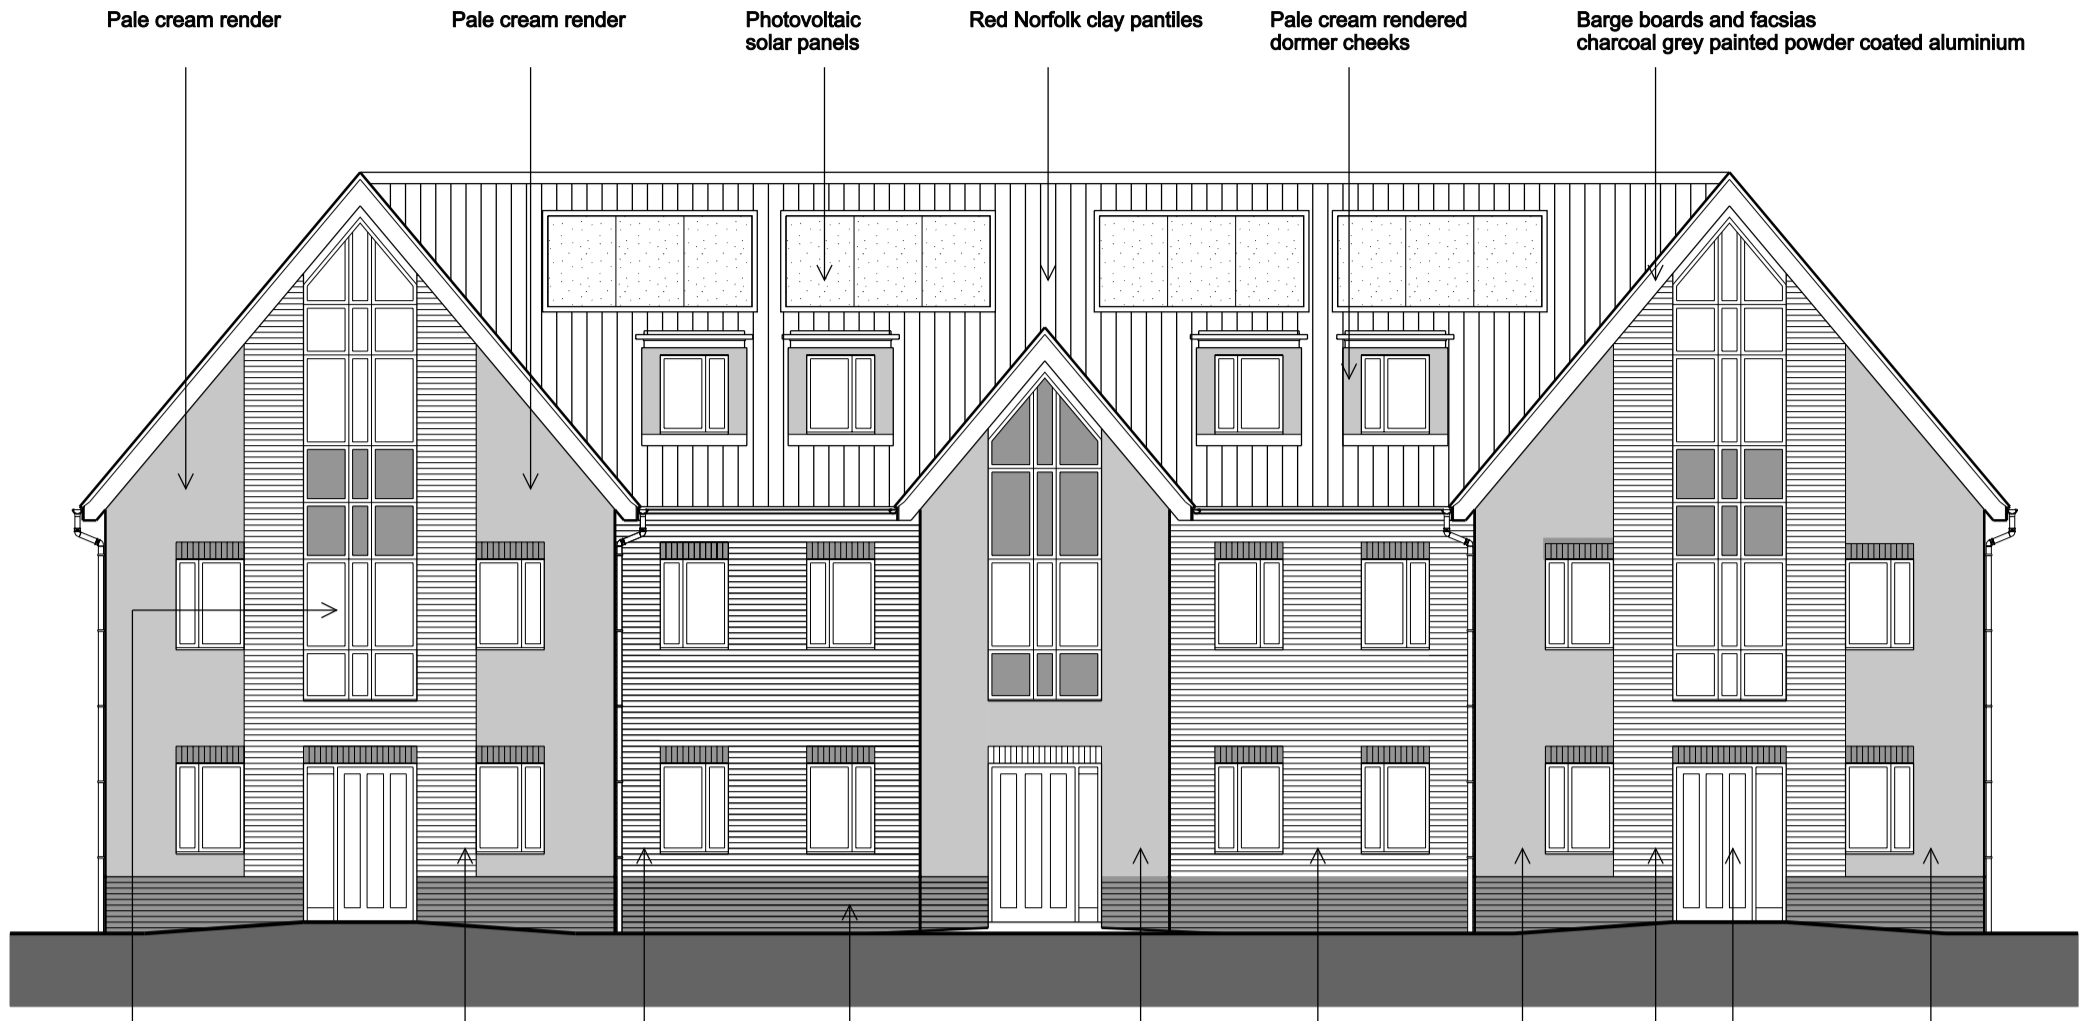 Pale cream render
Pale cream render
Photovoltaic
solar panels
Red Norfolk clay pantiles
Pale cream rendered
dormer cheeks
Barge boards and facsias
charcoal grey painted powder coated aluminium